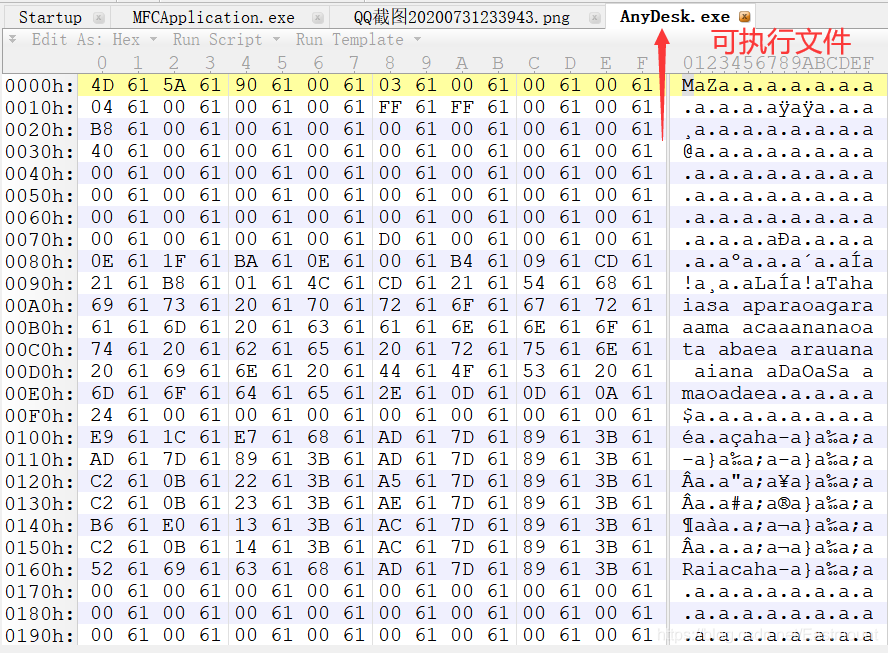 Startup MFCApplication.exe QQ截图20200731233943.png AnyDesk.exe
Edit As: Hex Run Script Run Template 可执行文件
0 1 2 3 4 5 6 7 8 9 A B C D E F 0123456789ABCDEF
0000h: 4D 61 5A 61 90 61 00 61 03 61 00 61 00 61 00 61 MaZa.a.a.a.a.a.a
0010h: 04 61 00 61 00 61 00 61 FF 61 FF 61 00 61 00 61 .a.a.a.aÿaÿa.a.a
0020h: B8 61 00 61 00 61 00 61 00 61 00 61 00 61 00 61 ¸a.a.a.a.a.a.a.a
0030h: 40 61 00 61 00 61 00 61 00 61 00 61 00 61 00 61 @a.a.a.a.a.a.a.a
0040h: 00 61 00 61 00 61 00 61 00 61 00 61 00 61 00 61 .a.a.a.a.a.a.a.a
0050h: 00 61 00 61 00 61 00 61 00 61 00 61 00 61 00 61 .a.a.a.a.a.a.a.a
0060h: 00 61 00 61 00 61 00 61 00 61 00 61 00 61 00 61 .a.a.a.a.a.a.a.a
0070h: 00 61 00 61 00 61 00 61 D0 61 00 61 00 61 00 61 .a.a.a.aÐa.a.a.a
0080h: 0E 61 1F 61 BA 61 0E 61 00 61 B4 61 09 61 CD 61 .a.aºa.a.a´a.aÍa
0090h: 21 61 B8 61 01 61 4C 61 CD 61 21 61 54 61 68 61 !a¸a.aLaÍa!aTaha
00A0h: 69 61 73 61 20 61 70 61 72 61 6F 61 67 61 72 61 iasa aparaoagara
00B0h: 61 61 6D 61 20 61 63 61 61 61 6E 61 6E 61 6F 61 aama acaaananaoa
00C0h: 74 61 20 61 62 61 65 61 20 61 72 61 75 61 6E 61 ta abaea arauana
00D0h: 20 61 69 61 6E 61 20 61 44 61 4F 61 53 61 20 61 aiana aDaOaSa a
00E0h: 6D 61 6F 61 64 61 65 61 2E 61 0D 61 0D 61 0A 61 maoadaea.a.a.a.a
00F0h: 24 61 00 61 00 61 00 61 00 61 00 61 00 61 00 61 $a.a.a.a.a.a.a.a
0100h: E9 61 1C 61 E7 61 68 61 AD 61 7D 61 89 61 3B 61 éa.açaha-a}a‰a;a
0110h: AD 61 7D 61 89 61 3B 61 AD 61 7D 61 89 61 3B 61 -a}a‰a;a-a}a‰a;a
0120h: C2 61 0B 61 22 61 3B 61 A5 61 7D 61 89 61 3B 61 Âa.a"a;a¥a}a‰a;a
0130h: C2 61 0B 61 23 61 3B 61 AE 61 7D 61 89 61 3B 61 Âa.a#a;a®a}a‰a;a
0140h: B6 61 E0 61 13 61 3B 61 AC 61 7D 61 89 61 3B 61 ¶aàa.a;a¬a}a‰a;a
0150h: C2 61 0B 61 14 61 3B 61 AC 61 7D 61 89 61 3B 61 Âa.a.a;a¬a}a‰a;a
0160h: 52 61 69 61 63 61 68 61 AD 61 7D 61 89 61 3B 61 Raiacaha-a}a‰a;a
0170h: 00 61 00 61 00 61 00 61 00 61 00 61 00 61 00 61 .a.a.a.a.a.a.a.a
0180h: 00 61 00 61 00 61 00 61 00 61 00 61 00 61 00 61 .a.a.a.a.a.a.a.a
0190h: 00 61 00 61 00 61 00 61 00 61 00 61 00 61 00 61 .a.a.a.a.a.a.a.a